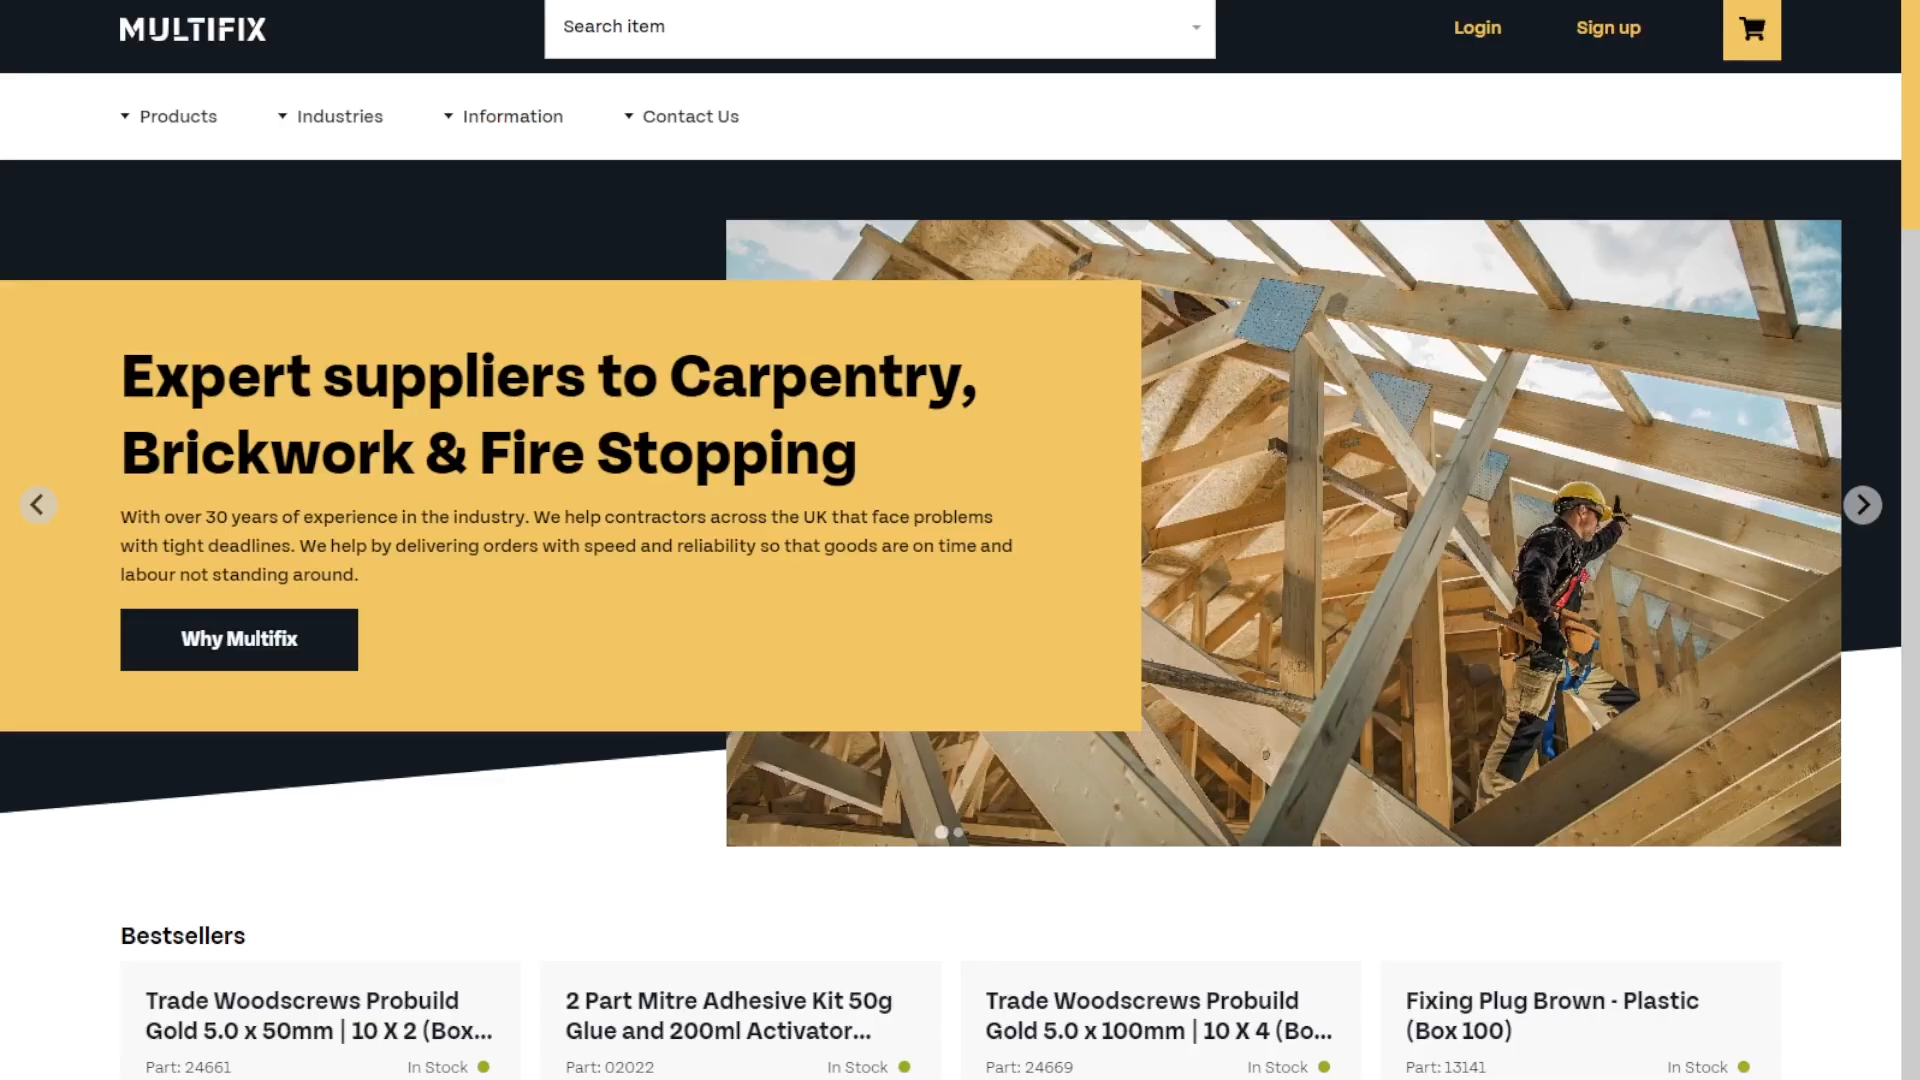 MULTIFIX
Search item
Login
Sign up
Products
Industries
Information
Contact Us
Expert suppliers to Carpentry,
Brickwork & Fire Stopping
With over 30 years of experience in the industry. We help contractors across the UK that face problems
with tight deadlines. We help by delivering orders with speed and reliability so that goods are on time and
labour not standing around.
Why Multifix
Bestsellers
Trade Woodscrews Probuild
Gold 5.0 x 50mm | 10 X 2 (Box...
Part: 24661
In Stock
2 Part Mitre Adhesive Kit 50g
Glue and 200ml Activator...
Part: 02022
In Stock
Trade Woodscrews Probuild
Gold 5.0 x 100mm | 10 X 4 (Bo...
Part: 24669
In Stock
Fixing Plug Brown - Plastic
(Box 100)
Part: 13141
In Stock